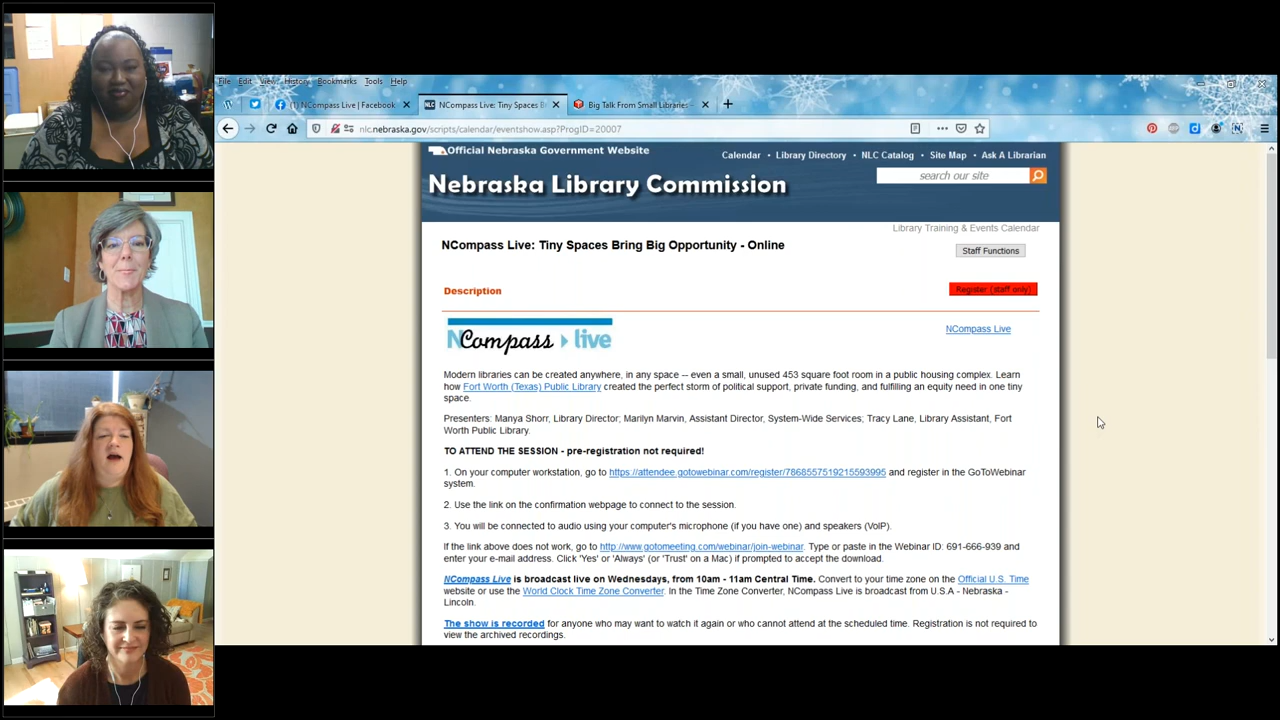 File Edit View History Bookmarks Tools Help
(1) NCompass Live | Facebook
NCompass Live: Tiny Spaces B
Big Talk From Small Libraries –
nlc.nebraska.gov/scripts/calendar/eventshow.asp?ProgID=20007
Official Nebraska Government Website
Calendar • Library Directory • NLC Catalog • Site Map • Ask A Librarian
Nebraska Library Commission
search our site
Library Training & Events Calendar
NCompass Live: Tiny Spaces Bring Big Opportunity - Online
Staff Functions
Description
Register (staff only)
NCompass live
NCompass Live
Modern libraries can be created anywhere, in any space -- even a small, unused 453 square foot room in a public housing complex. Learn
how Fort Worth (Texas) Public Library created the perfect storm of political support, private funding, and fulfilling an equity need in one tiny
space.
Presenters: Manya Shorr, Library Director; Marilyn Marvin, Assistant Director, System-Wide Services; Tracy Lane, Library Assistant, Fort
Worth Public Library.
TO ATTEND THE SESSION - pre-registration not required!
1. On your computer workstation, go to https://attendee.gotowebinar.com/register/7868557519215593995 and register in the GoToWebinar
system.
2. Use the link on the confirmation webpage to connect to the session.
3. You will be connected to audio using your computer's microphone (if you have one) and speakers (VoIP).
If the link above does not work, go to http://www.gotomeeting.com/webinar/join-webinar. Type or paste in the Webinar ID: 691-666-939 and
enter your e-mail address. Click 'Yes' or 'Always' (or 'Trust' on a Mac) if prompted to accept the download.
NCompass Live is broadcast live on Wednesdays, from 10am - 11am Central Time. Convert to your time zone on the Official U.S. Time
website or use the World Clock Time Zone Converter. In the Time Zone Converter, NCompass Live is broadcast from U.S.A - Nebraska -
Lincoln.
The show is recorded for anyone who may want to watch it again or who cannot attend at the scheduled time. Registration is not required to
view the archived recordings.